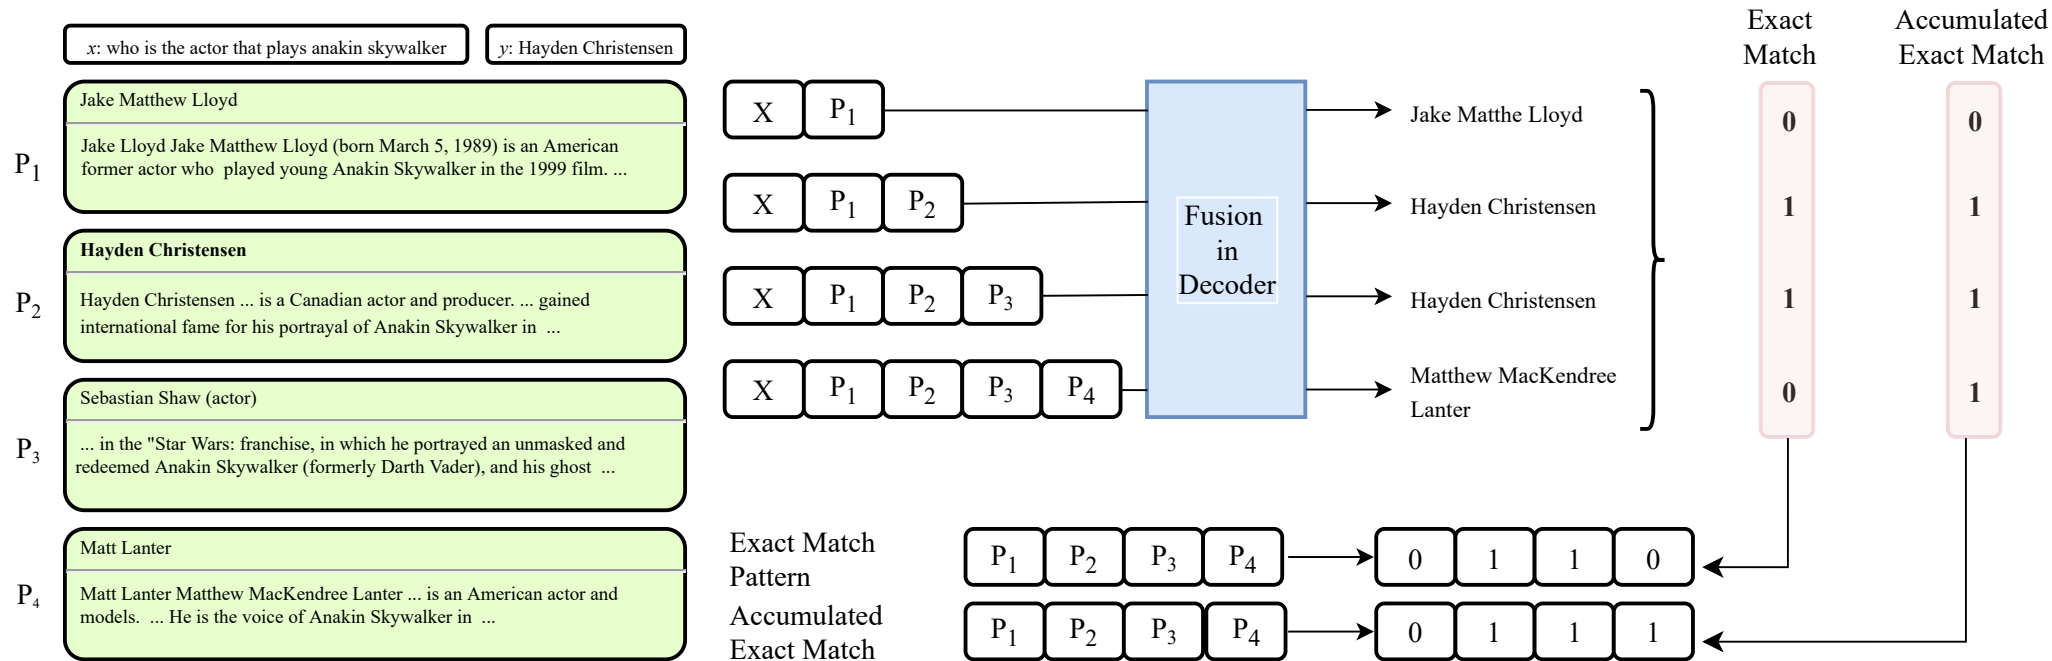 x: who is the actor that plays anakin skywalker
y: Hayden Christensen
P1
Jake Matthew Lloyd
Jake Lloyd Jake Matthew Lloyd (born March 5, 1989) is an American
former actor who played young Anakin Skywalker in the 1999 film. ...
P2
Hayden Christensen
Hayden Christensen ... is a Canadian actor and producer. ... gained
international fame for his portrayal of Anakin Skywalker in ...
P3
Sebastian Shaw (actor)
... in the "Star Wars: franchise, in which he portrayed an unmasked and
redeemed Anakin Skywalker (formerly Darth Vader), and his ghost ...
P4
Matt Lanter
Matt Lanter Matthew MacKendree Lanter ... is an American actor and
models. ... He is the voice of Anakin Skywalker in ...
X P1
X P1 P2
X P1 P2 P3
X P1 P2 P3 P4
Fusion
in
Decoder
Jake Matthe Lloyd
Hayden Christensen
Hayden Christensen
Matthew MacKendree
Lanter
Exact
Match
0
1
1
0
Accumulated
Exact Match
0
1
1
1
Exact Match
Pattern
P1 P2 P3 P4
0 1 1 0
Accumulated
Exact Match
P1 P2 P3 P4
0 1 1 1